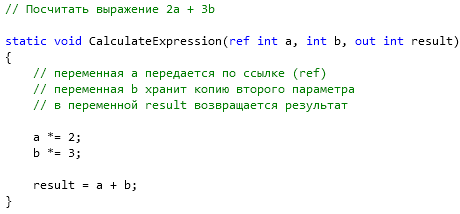 // Посчитать выражение 2a + 3b
static void CalculateExpression(ref int a, int b, out int result)
{
// переменная a передается по ссылке (ref)
// переменная b хранит копию второго параметра
// в переменной result возвращается результат
a *= 2;
b *= 3;
result = a + b;
}